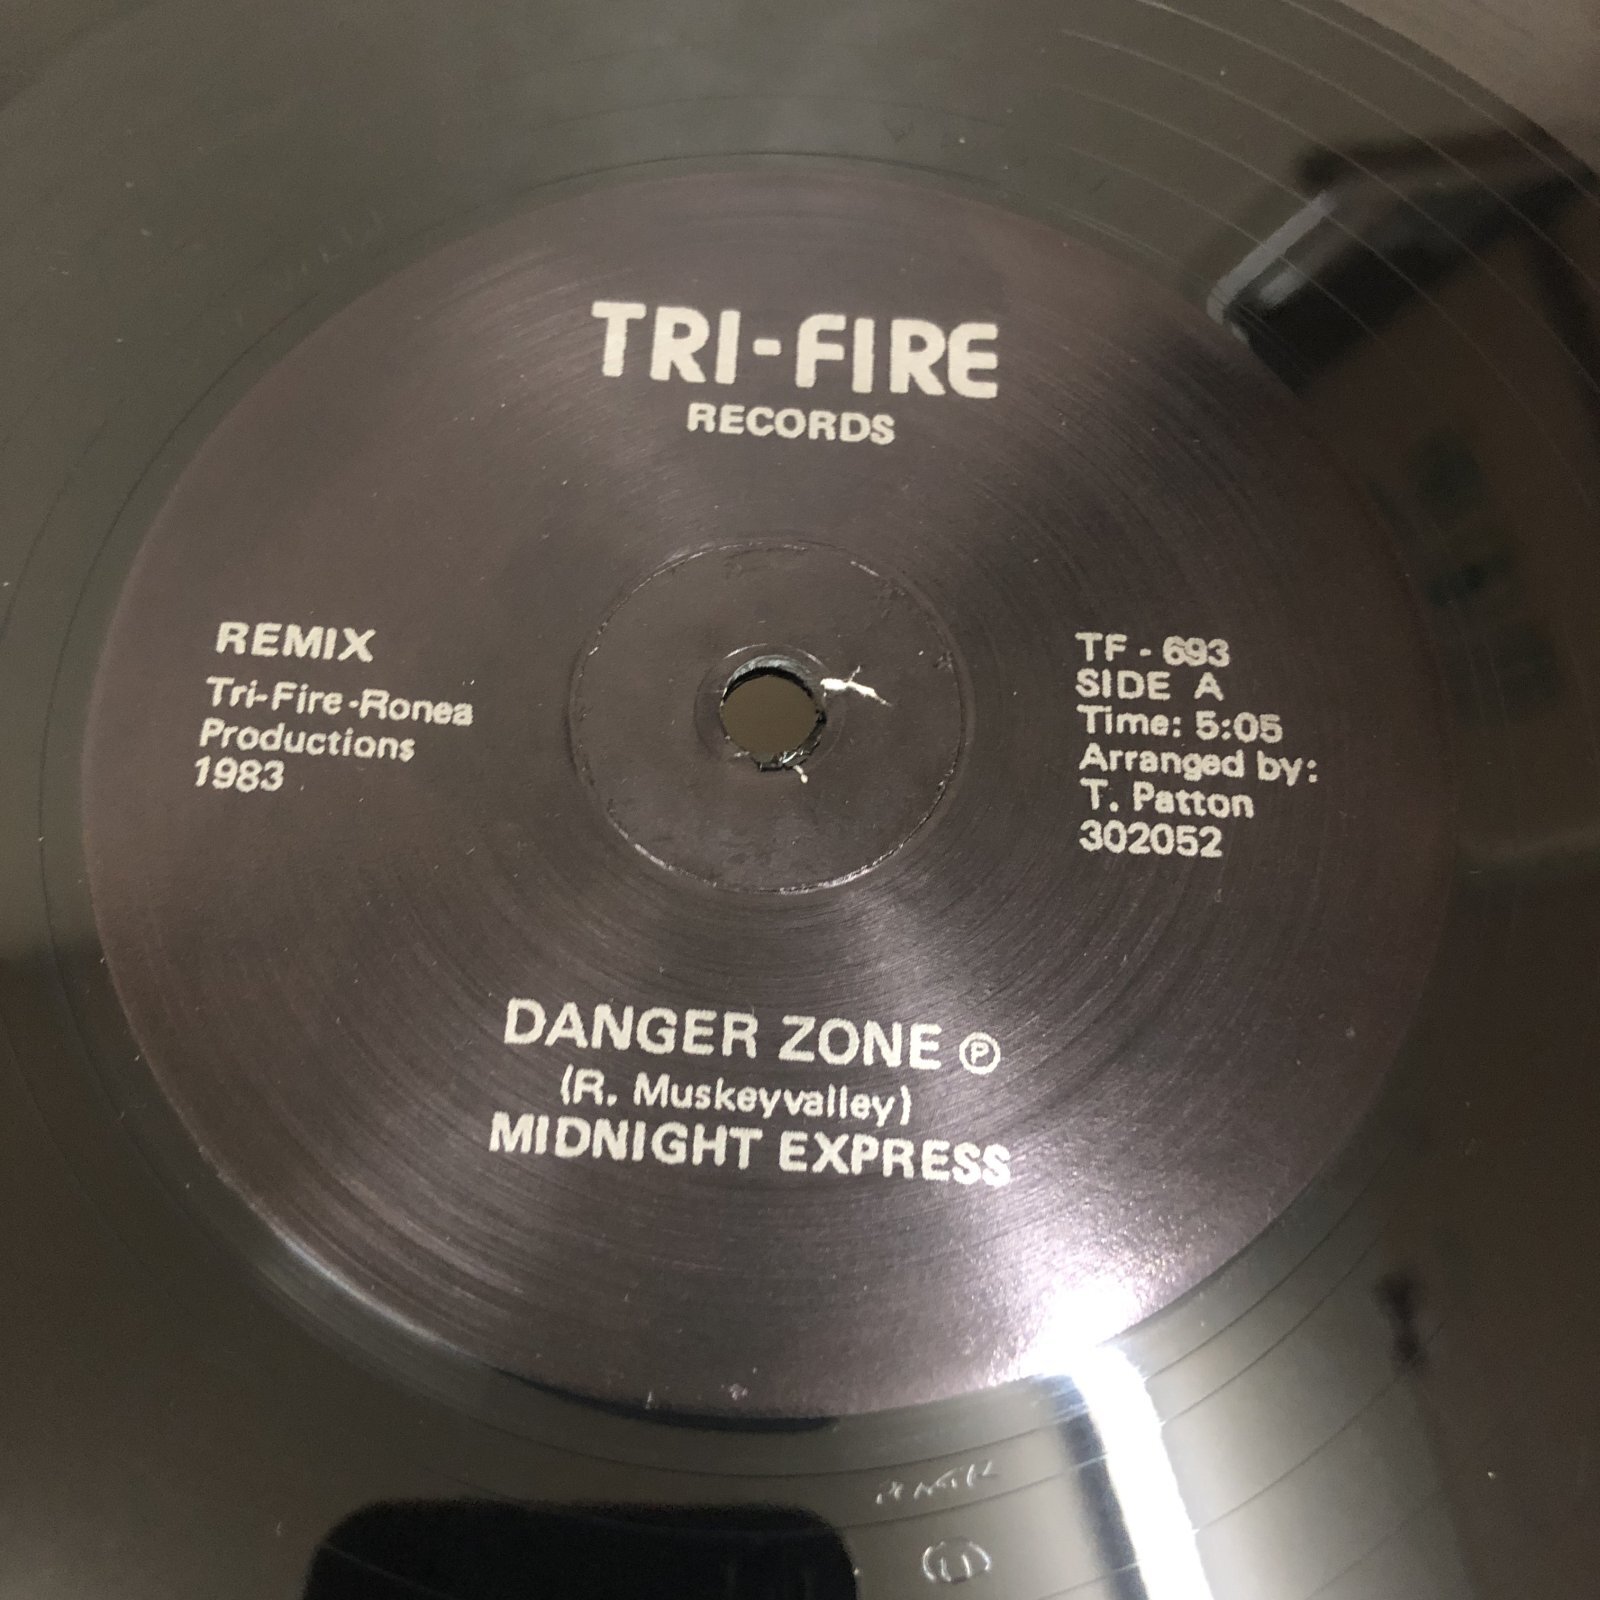 TRI-FIRE
RECORDS
REMIX
Tri-Fire-Ronea
Productions
1983
TF - 693
SIDE A
Time: 5:05
Arranged by:
T. Patton
302052
DANGER ZONE ℗
(R. Muskeyvalley)
MIDNIGHT EXPRESS
(U)